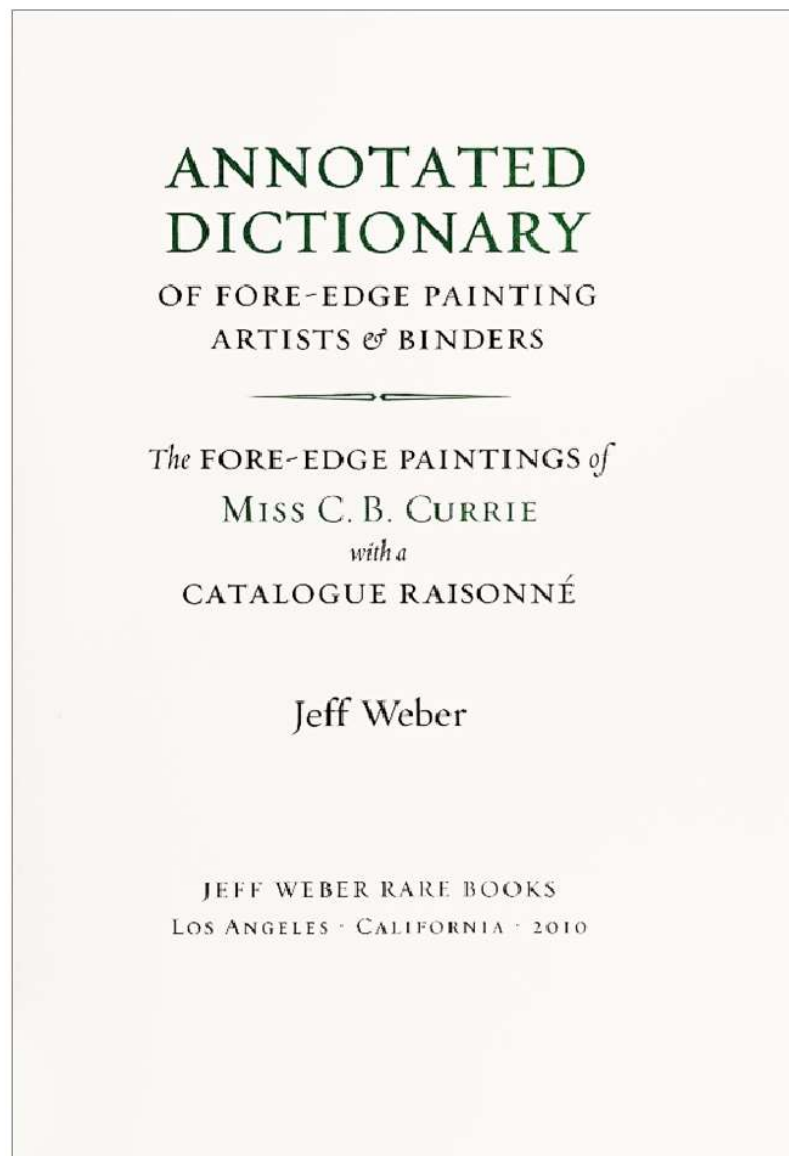 ANNOTATED
DICTIONARY
OF FORE-EDGE PAINTING
ARTISTS & BINDERS
The FORE-EDGE PAINTINGS of
MISS C. B. CURRIE
with a
CATALOGUE RAISONNÉ
Jeff Weber
JEFF WEBER RARE BOOKS
LOS ANGELES · CALIFORNIA · 2010